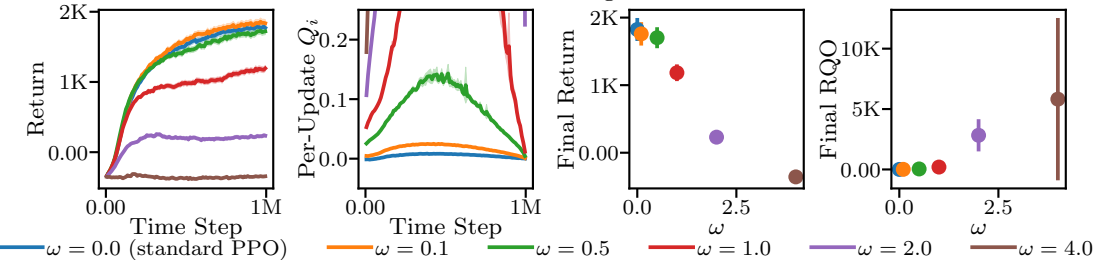 2K
1K
0.00
Return
0.00
1M
Time Step
0.2
0.1
0.0
Per-Update Q_i
0.00
1M
Time Step
2K
1K
0.00
Final Return
0.0
2.5
ω
10K
5K
0.00
Final RQO
0.0
2.5
ω
ω = 0.0 (standard PPO)
ω = 0.1
ω = 0.5
ω = 1.0
ω = 2.0
ω = 4.0